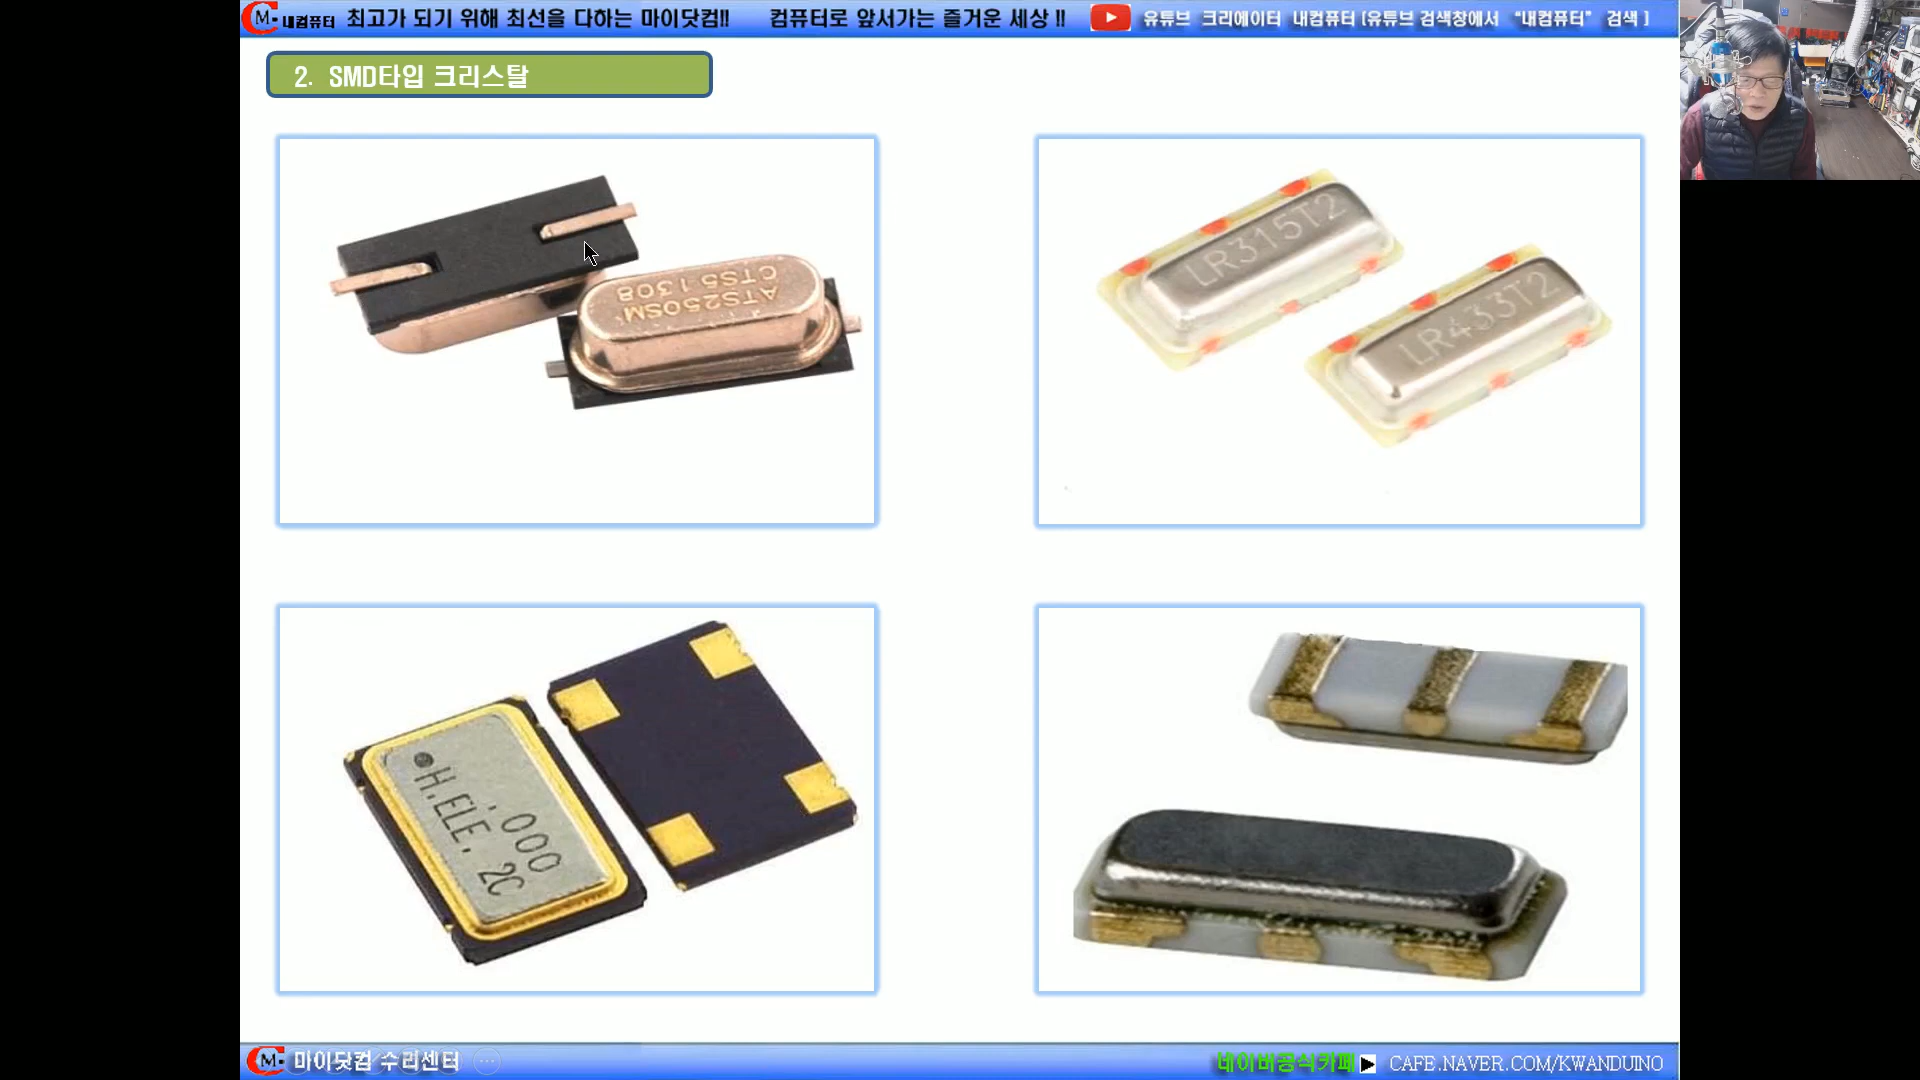 CM. 내컴퓨터 최고가 되기 위해 최선을 다하는 마이닷컴!! 컴퓨터로 앞서가는 즐거운 세상 !! 유튜브 크리에이터 내컴퓨터 [유튜브 검색창에서 “내컴퓨터” 검색 ]
2. SMD타입 크리스탈
ATS250SM
CTS5 1308
LR315T2
LR433T2
.000
H.ELE. 2C
CM. 마이닷컴 수리센터
네이버공식카페 ▶ CAFE.NAVER.COM/KWANDUINO